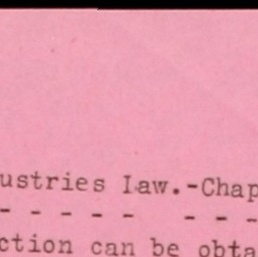 ustries Law.-Chap
- - - - - - - -
ction can be obta